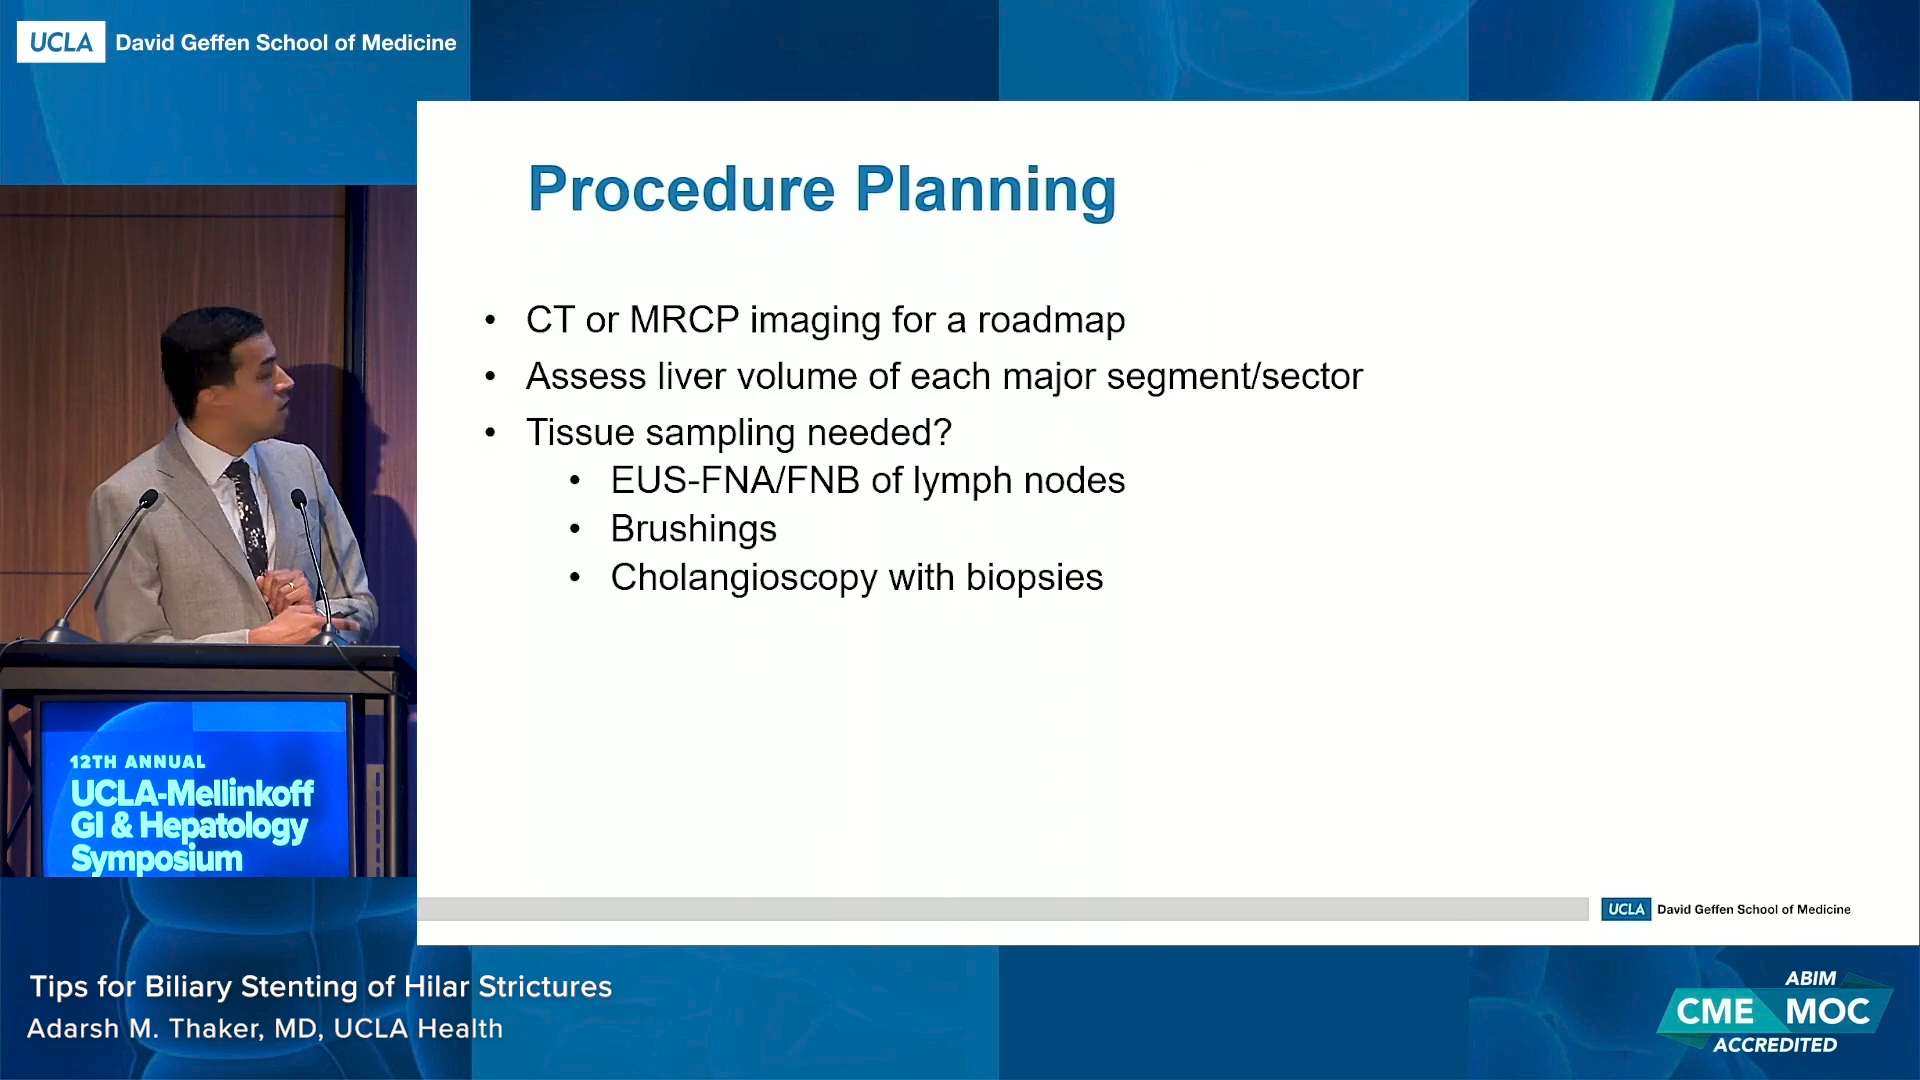 UCLA David Geffen School of Medicine
Procedure Planning
• CT or MRCP imaging for a roadmap
• Assess liver volume of each major segment/sector
• Tissue sampling needed?
• EUS-FNA/FNB of lymph nodes
• Brushings
• Cholangioscopy with biopsies
12TH ANNUAL
UCLA-Mellinkoff
GI & Hepatology
Symposium
UCLA David Geffen School of Medicine
Tips for Biliary Stenting of Hilar Strictures
Adarsh M. Thaker, MD, UCLA Health
ABIM
CME MOC
ACCREDITED